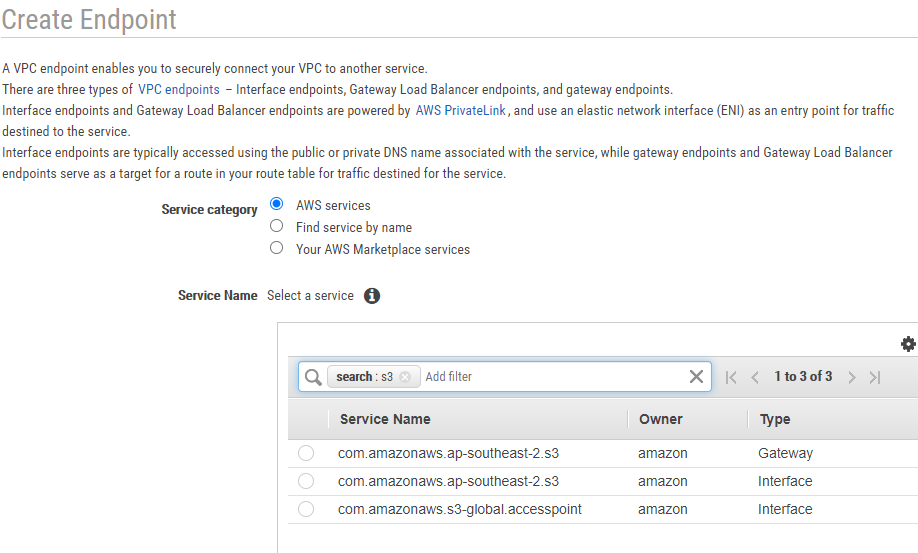 Create Endpoint
A VPC endpoint enables you to securely connect your VPC to another service.
There are three types of VPC endpoints – Interface endpoints, Gateway Load Balancer endpoints, and gateway endpoints.
Interface endpoints and Gateway Load Balancer endpoints are powered by AWS PrivateLink, and use an elastic network interface (ENI) as an entry point for traffic
destined to the service.
Interface endpoints are typically accessed using the public or private DNS name associated with the service, while gateway endpoints and Gateway Load Balancer
endpoints serve as a target for a route in your route table for traffic destined for the service.
Service category AWS services
Find service by name
Your AWS Marketplace services
Service Name Select a service
search : s3 Add filter 1 to 3 of 3
Service Name Owner Type
com.amazonaws.ap-southeast-2.s3 amazon Gateway
com.amazonaws.ap-southeast-2.s3 amazon Interface
com.amazonaws.s3-global.accesspoint amazon Interface